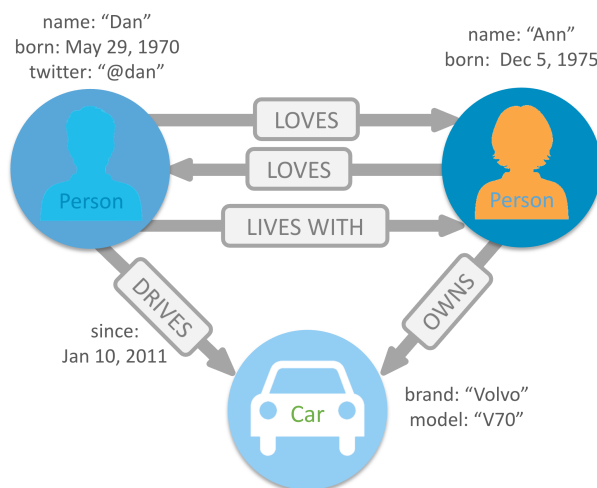 name: “Dan”
born: May 29, 1970
twitter: “@dan”
name: “Ann”
born:  Dec 5, 1975
LOVES
LOVES
Person
Person
LIVES WITH
DRIVES
OWNS
since:
Jan 10, 2011
Car
brand: “Volvo”
model: “V70”